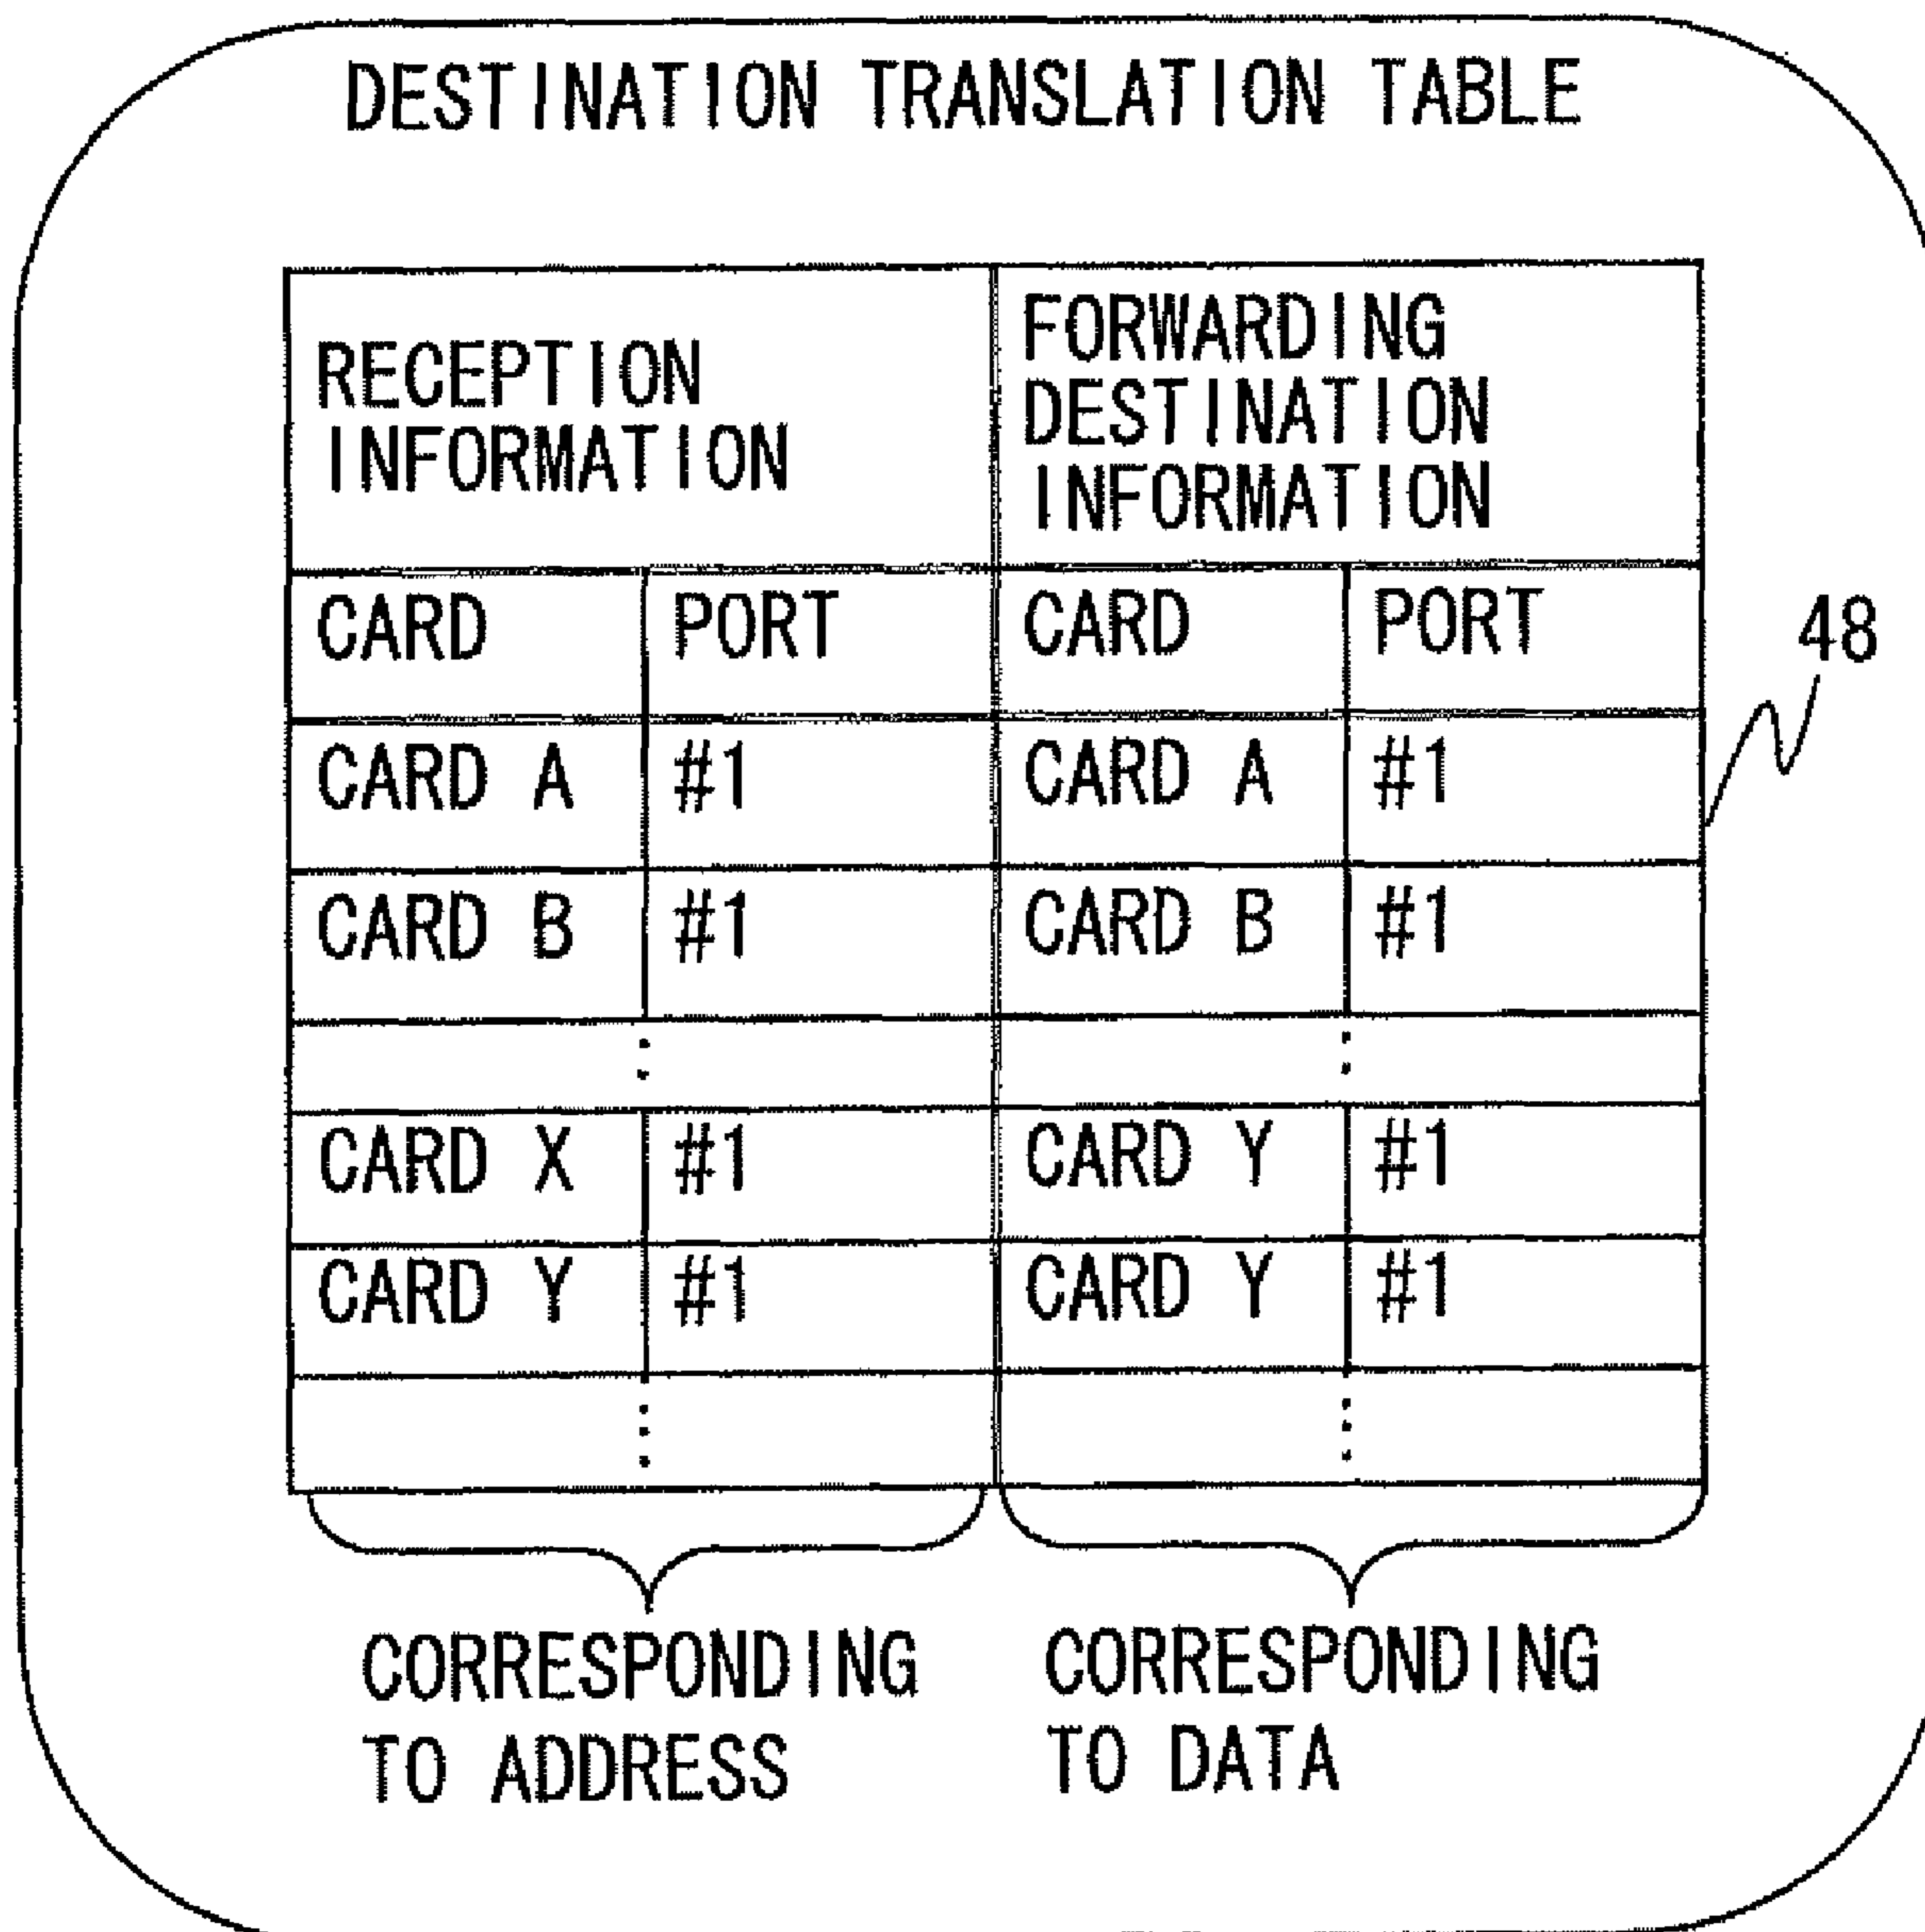 DESTINATION TRANSLATION TABLE
RECEPTION
INFORMATION
FORWARDING
DESTINATION
INFORMATION
CARD PORT CARD PORT
48
CARD A #1 CARD A #1
CARD B #1 CARD B #1
: :
CARD X #1 CARD Y #1
CARD Y #1 CARD Y #1
⋮ ⋮
CORRESPONDING
TO ADDRESS
CORRESPONDING
TO DATA